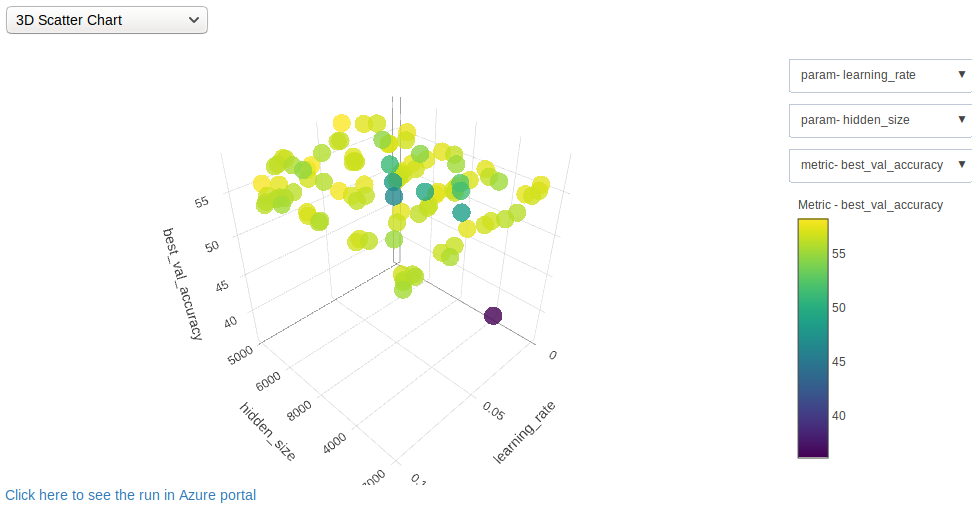 3D Scatter Chart
param- learning_rate
param- hidden_size
metric- best_val_accuracy
Metric - best_val_accuracy
55
50
45
40
55
50
45
40
best_val_accuracy
5000
6000
8000
4000
hidden_size
0
0.05
learning_rate
Click here to see the run in Azure portal